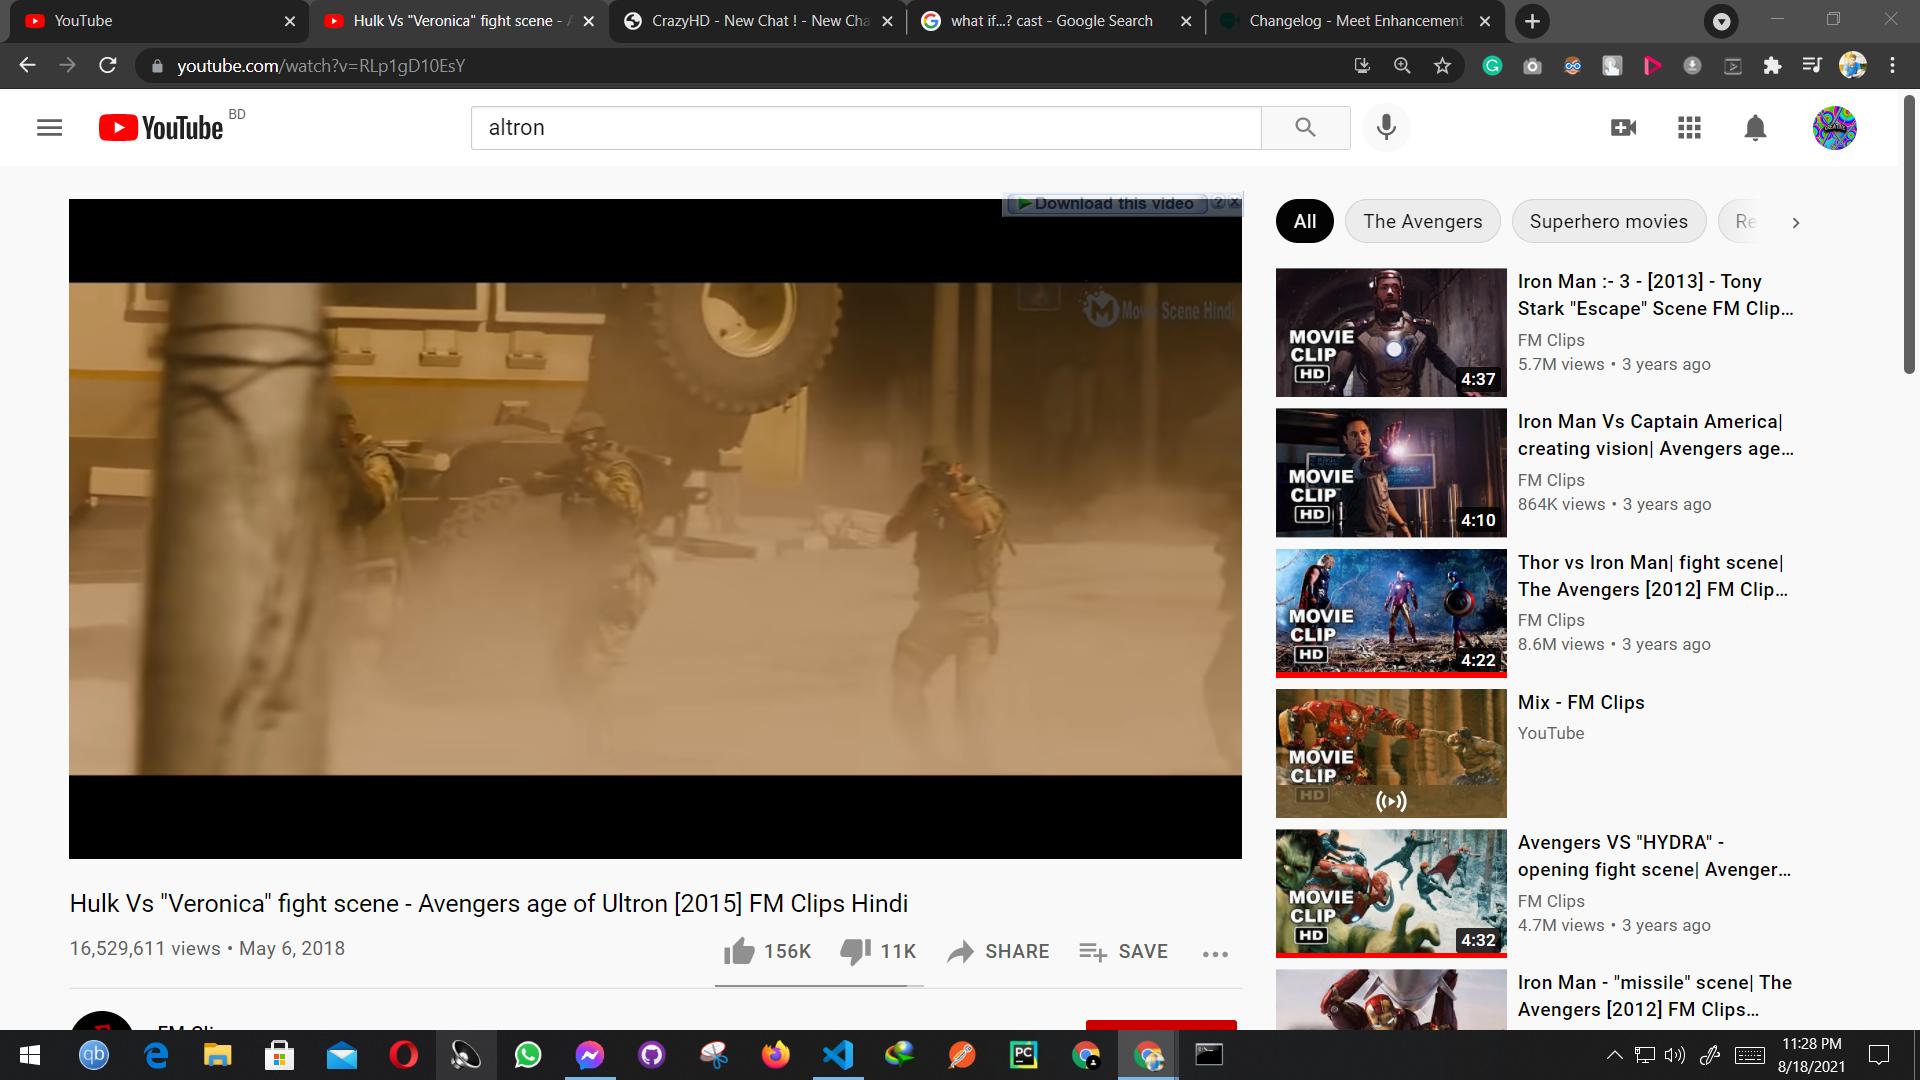 YouTube
Hulk Vs "Veronica" fight scene - A
CrazyHD - New Chat ! - New Cha
what if...? cast - Google Search
Changelog - Meet Enhancement
youtube.com/watch?v=RLp1gD10EsY
YouTube BD
altron
Download this video
Movie Scene Hindi
All
The Avengers
Superhero movies
Re
MOVIE
CLIP
HD
4:37
Iron Man :- 3 - [2013] - Tony
Stark "Escape" Scene FM Clip...
FM Clips
5.7M views • 3 years ago
MOVIE
CLIP
HD
4:10
Iron Man Vs Captain America|
creating vision| Avengers age...
FM Clips
864K views • 3 years ago
MOVIE
CLIP
HD
4:22
Thor vs Iron Man| fight scene|
The Avengers [2012] FM Clip...
FM Clips
8.6M views • 3 years ago
MOVIE
CLIP
HD
Mix - FM Clips
YouTube
MOVIE
CLIP
HD
4:32
Avengers VS "HYDRA" -
opening fight scene| Avenger...
FM Clips
4.7M views • 3 years ago
Iron Man - "missile" scene| The
Avengers [2012] FM Clips...
Hulk Vs "Veronica" fight scene - Avengers age of Ultron [2015] FM Clips Hindi
16,529,611 views • May 6, 2018
156K
11K
SHARE
SAVE
qb
PC
11:28 PM
8/18/2021